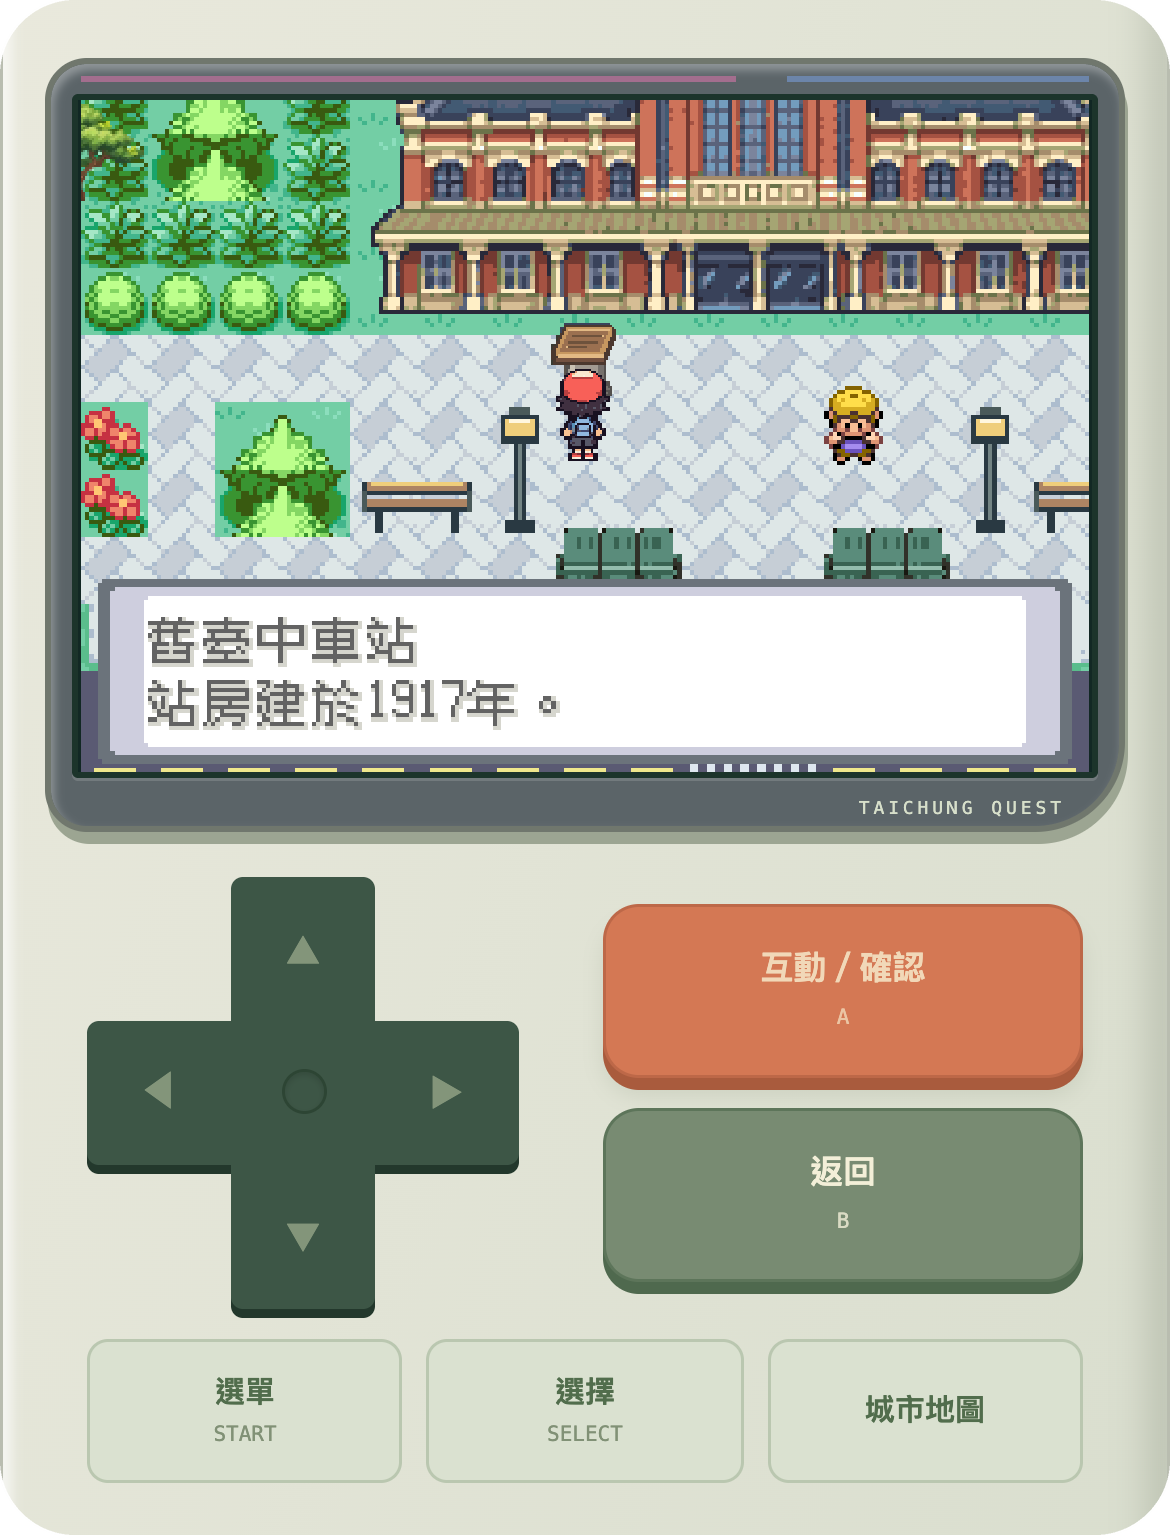 舊臺中車站
站房建於1917年。
TAICHUNG QUEST
互動 / 確認
A
返回
B
選單
START
選擇
SELECT
城市地圖